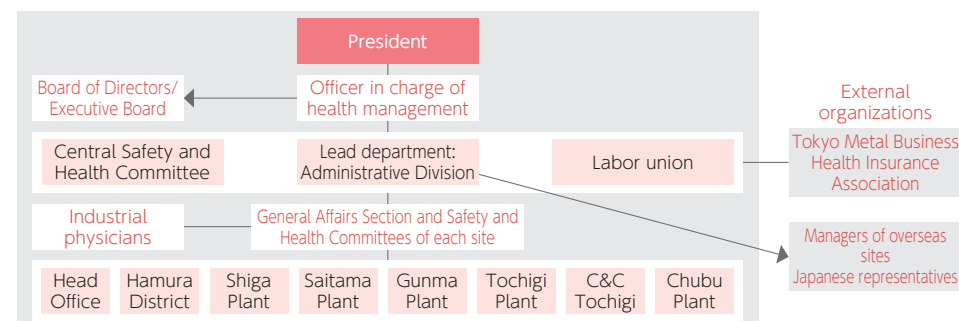 President
Board of Directors/
Executive Board
Officer in charge of
health management
External
organizations
Central Safety and
Health Committee
Lead department:
Administrative Division
Labor union
Tokyo Metal Business
Health Insurance
Association
Industrial
physicians
General Affairs Section and Safety and
Health Committees of each site
Managers of overseas
sites
Japanese representatives
Head
Office
Hamura
District
Shiga
Plant
Saitama
Plant
Gunma
Plant
Tochigi
Plant
C&C
Tochigi
Chubu
Plant